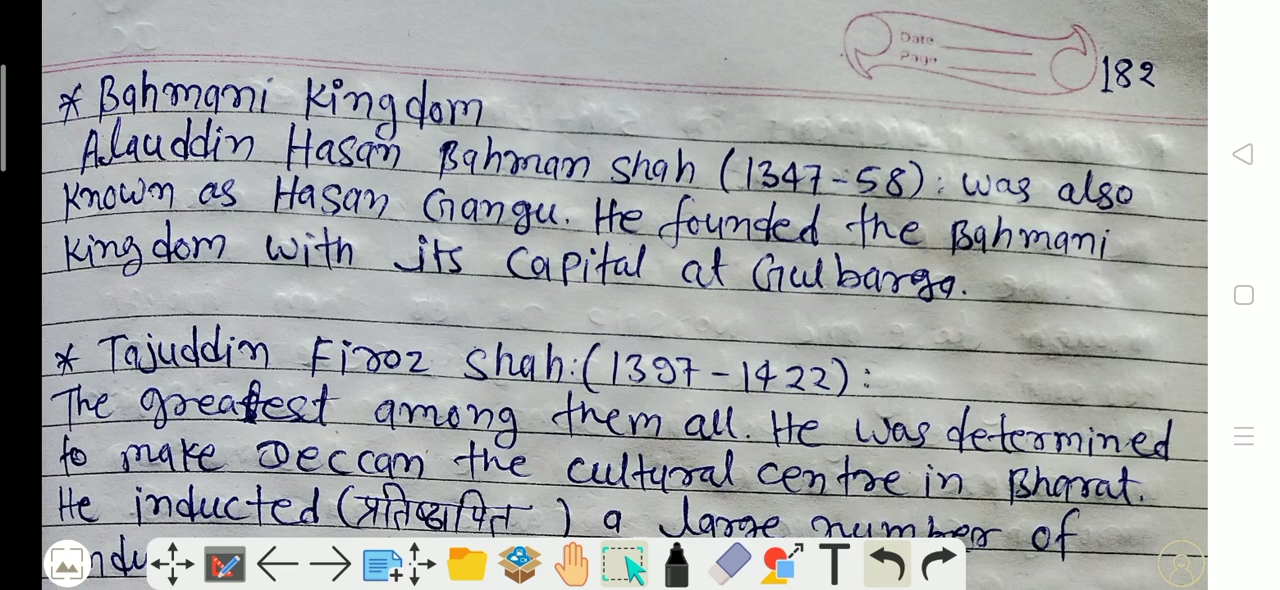 Date
Page
182
* Bahmani Kingdom
Alauddin Hasan Bahman Shah (1347-58): was also
known as Hasan Gangu. He founded the Bahmani
kingdom with its capital at Gulbarga.
* Tajuddin Firoz Shah:(1397-1422):
The greatest among them all. He was determined
to make Deccan the cultural centre in Bharat.
He inducted (प्रतिष्ठापित) a large number of
T